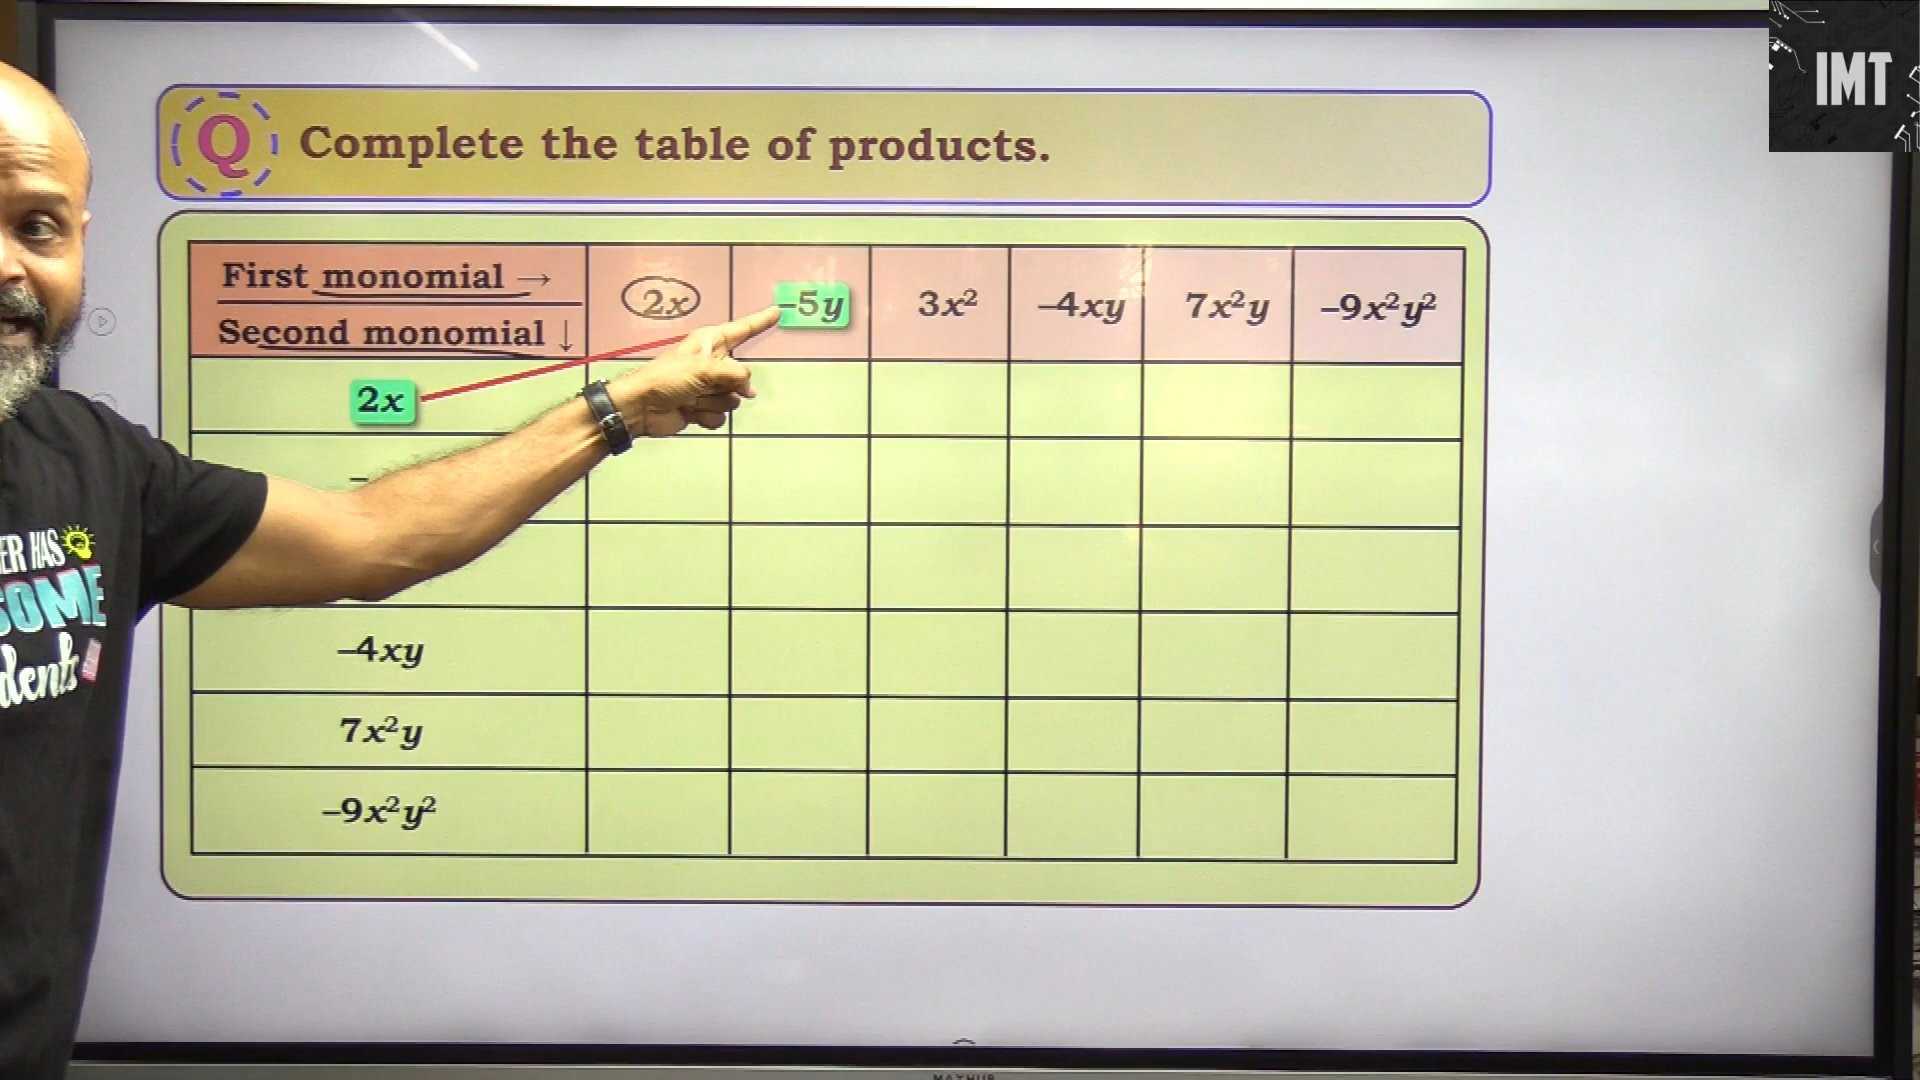 IMT
Q Complete the table of products.
First monomial → 2x –5y 3x² –4xy 7x²y –9x²y²
Second monomial ↓
2x
–
–4xy
7x²y
–9x²y²
HAS